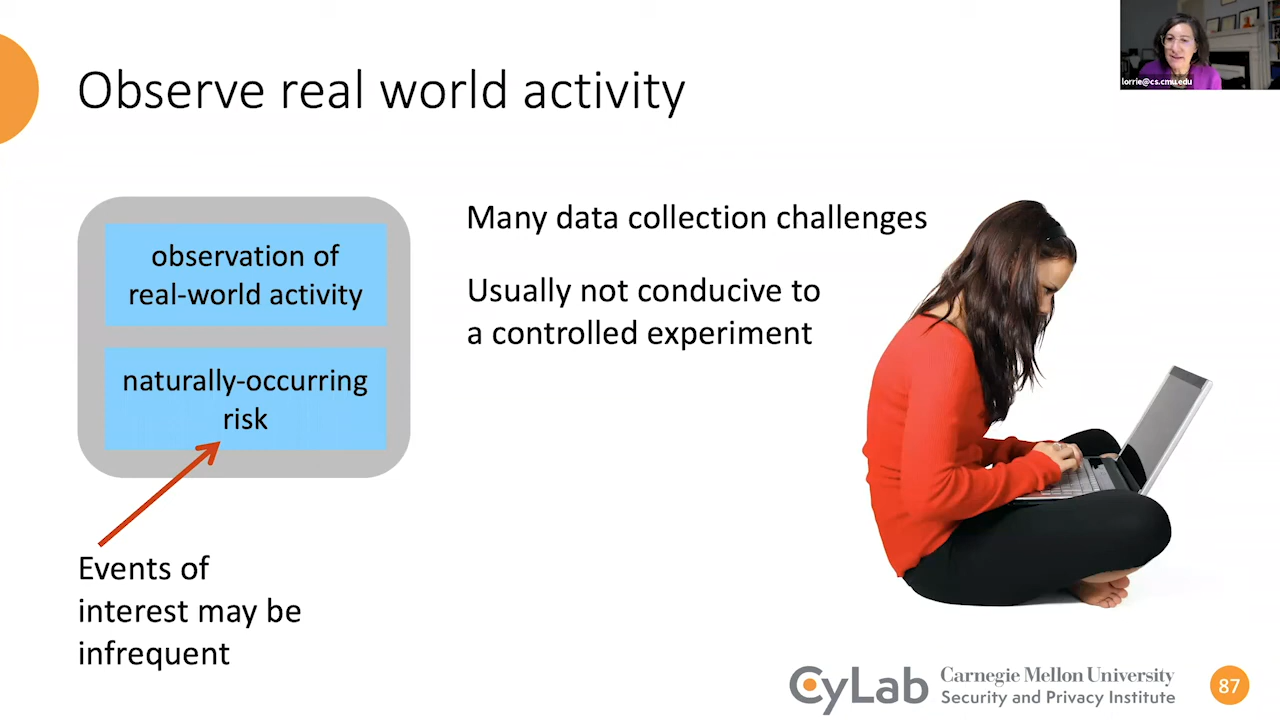 lorrie@cs.cmu.edu
Observe real world activity
observation of
real-world activity
naturally-occurring
risk
Many data collection challenges
Usually not conducive to
a controlled experiment
Events of
interest may be
infrequent
CyLab
Carnegie Mellon University
Security and Privacy Institute
87